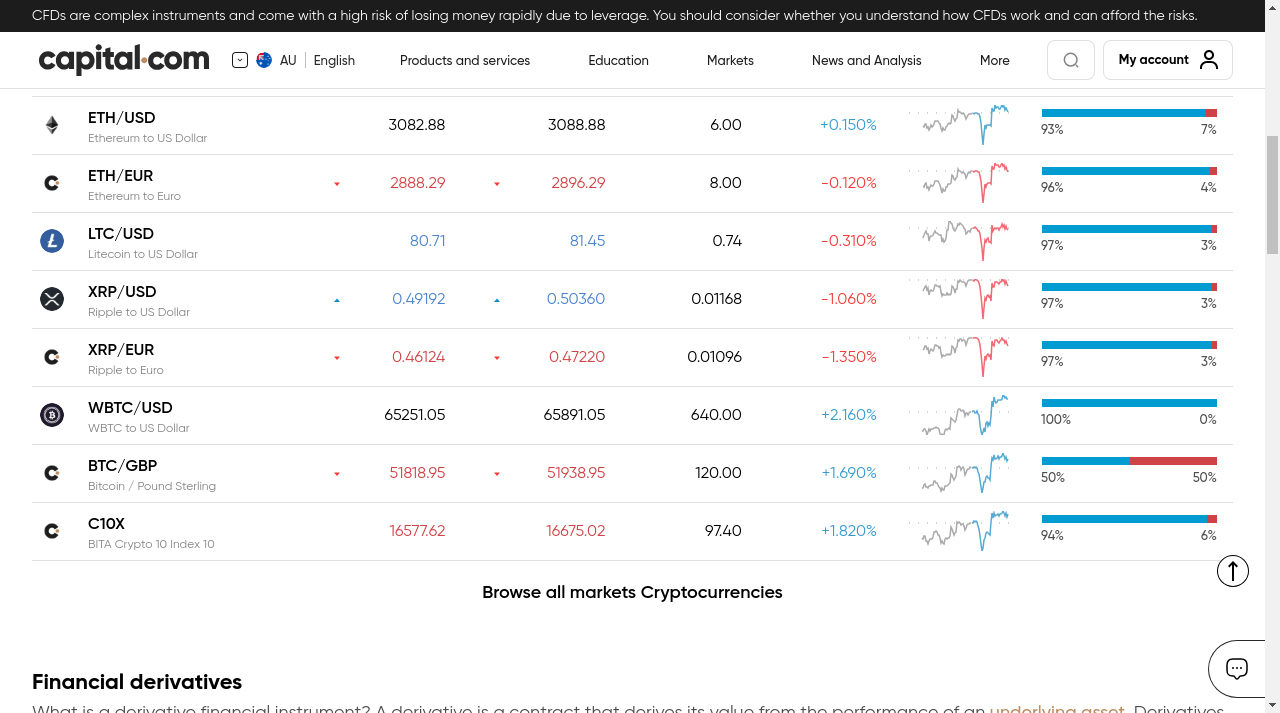 CFDs are complex instruments and come with a high risk of losing money rapidly due to leverage. You should consider whether you understand how CFDs work and can afford the risks.
capital.com AU English Products and services Education Markets News and Analysis More My account
ETH/USD 3082.88 3088.88 6.00 +0.150%
Ethereum to US Dollar 93% 7%
ETH/EUR 2888.29 2896.29 8.00 -0.120%
Ethereum to Euro 96% 4%
LTC/USD 80.71 81.45 0.74 -0.310%
Litecoin to US Dollar 97% 3%
XRP/USD 0.49192 0.50360 0.01168 -1.060%
Ripple to US Dollar 97% 3%
XRP/EUR 0.46124 0.47220 0.01096 -1.350%
Ripple to Euro 97% 3%
WBTC/USD 65251.05 65891.05 640.00 +2.160%
WBTC to US Dollar 100% 0%
BTC/GBP 51818.95 51938.95 120.00 +1.690%
Bitcoin / Pound Sterling 50% 50%
C10X 16577.62 16675.02 97.40 +1.820%
BITA Crypto 10 Index 10 94% 6%
Browse all markets Cryptocurrencies
Financial derivatives
What is a derivative financial instrument? A derivative is a contract that derives its value from the performance of an underlying asset. Derivatives